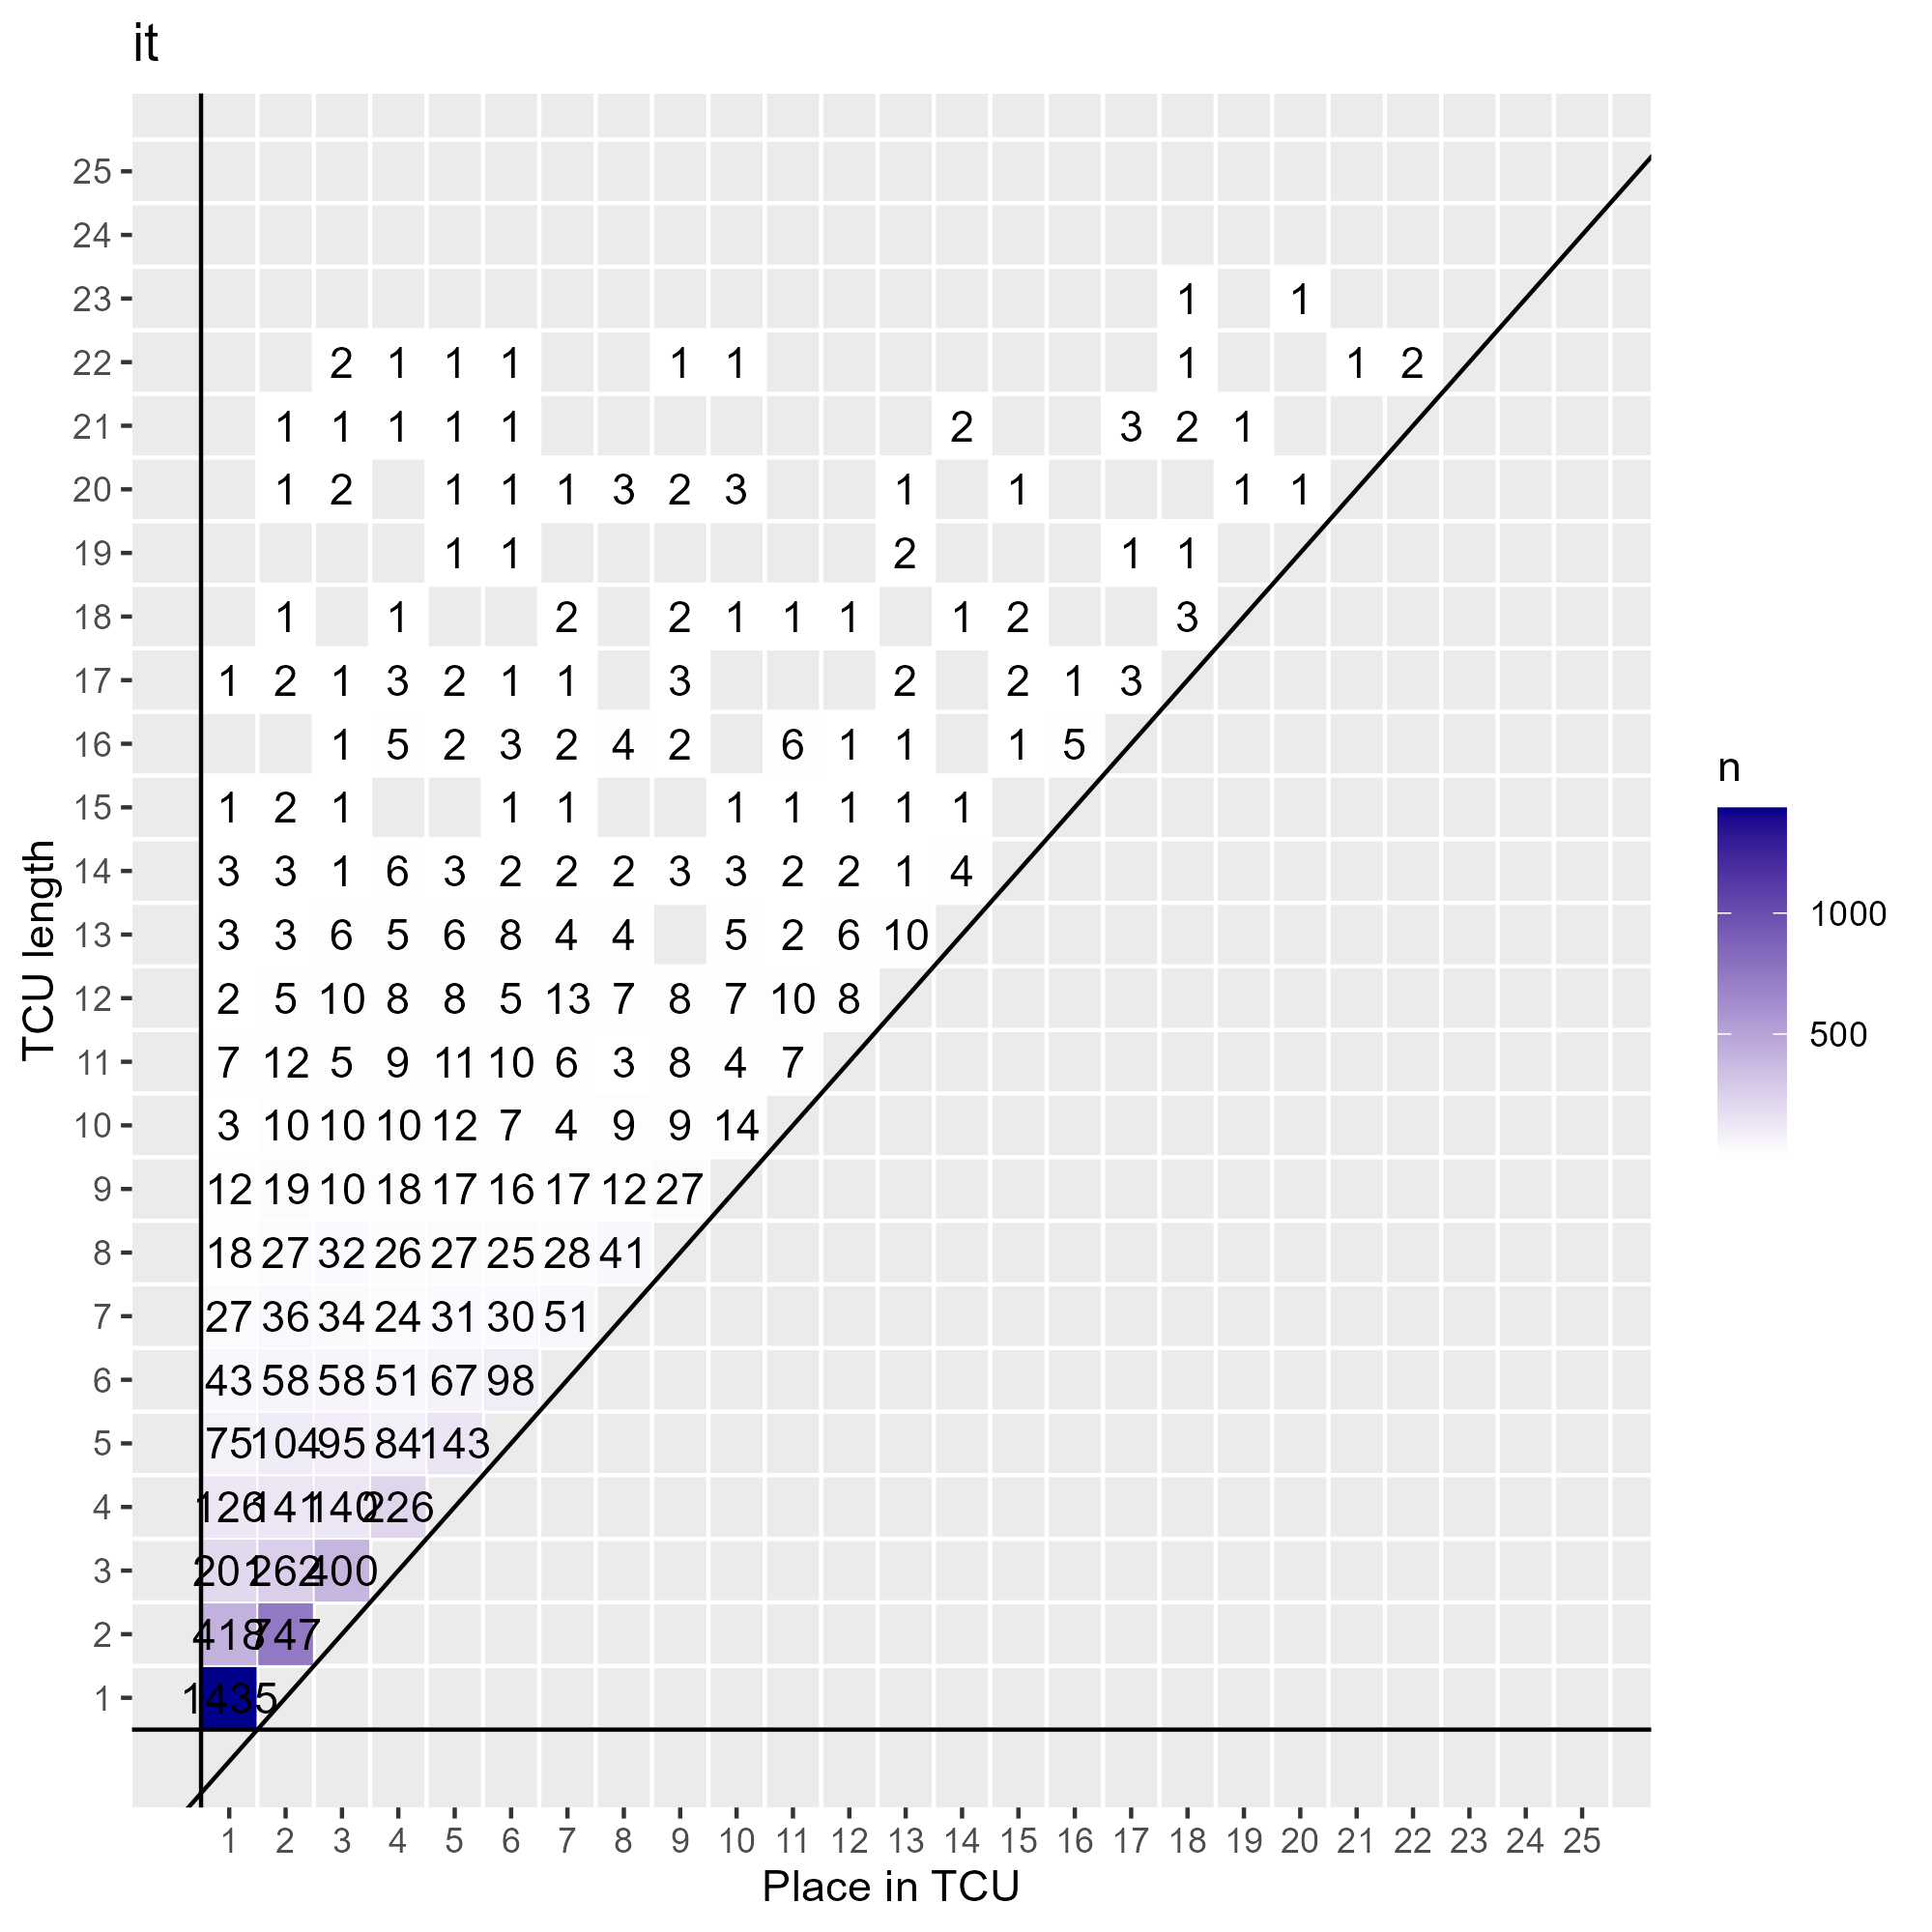 it
25
24
23 1 1
22 2 1 1 1 1 1 1 1 2
21 1 1 1 1 1 2 3 2 1
20 1 2 1 1 1 3 2 3 1 1 1 1
19 1 1 2 1 1
18 1 1 2 2 1 1 1 1 2 3
17 1 2 1 3 2 1 1 3 2 2 1 3
16 1 5 2 3 2 4 2 6 1 1 1 5
15 1 2 1 1 1 1 1 1 1 1
14 3 3 1 6 3 2 2 2 3 3 2 2 1 4
13 3 3 6 5 6 8 4 4 5 2 6 10
12 2 5 10 8 8 5 13 7 8 7 10 8
11 7 12 5 9 11 10 6 3 8 4 7
10 3 10 10 10 12 7 4 9 9 14
9 12 19 10 18 17 16 17 12 27
8 18 27 32 26 27 25 28 41
7 27 36 34 24 31 30 51
6 43 58 58 51 67 98
5 75 104 95 84 143
4 126 141 140 226
3 201 262 400
2 418 747
1 1435
1 2 3 4 5 6 7 8 9 10 11 12 13 14 15 16 17 18 19 20 21 22 23 24 25
Place in TCU
TCU length
n
1000
500